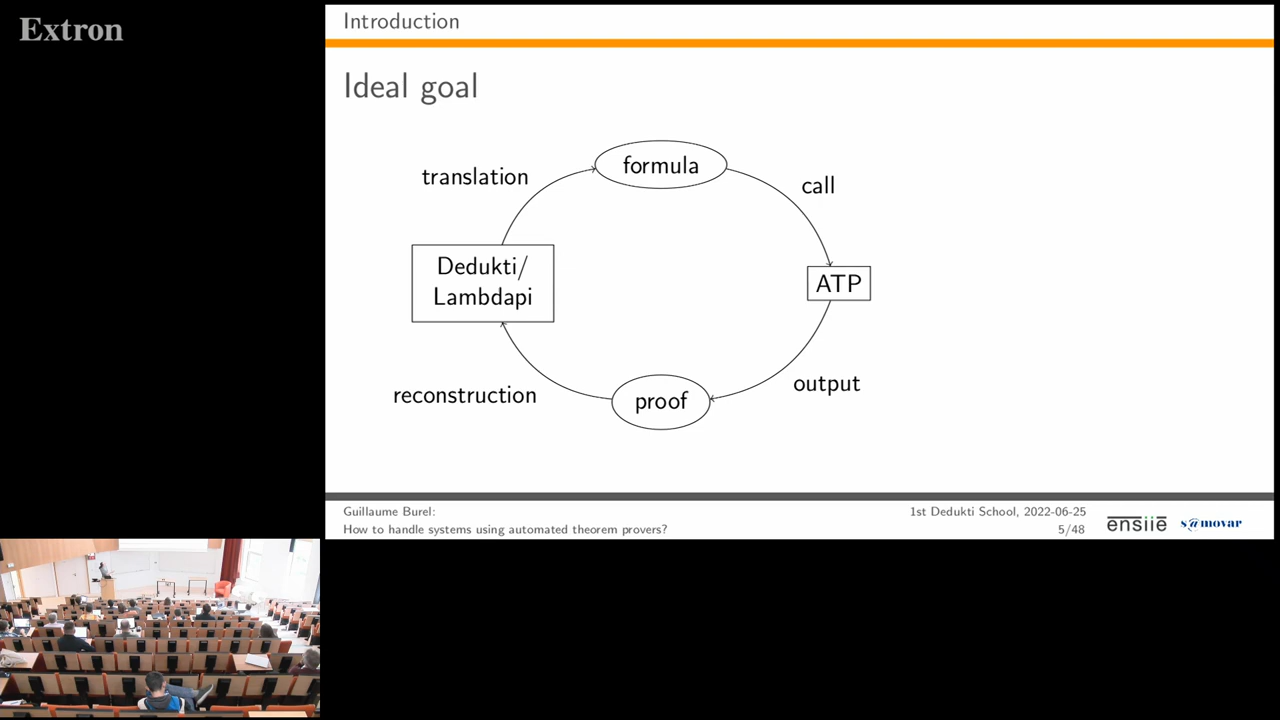 Extron
Introduction
Ideal goal
formula
translation
call
Dedukti/
Lambdapi
ATP
reconstruction
output
proof
Guillaume Burel:
How to handle systems using automated theorem provers?
1st Dedukti School, 2022-06-25
5/48
ensiie
s@movar